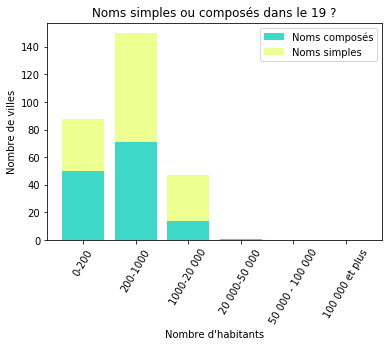 Noms simples ou composés dans le 19 ?
Noms composés
Noms simples
Nombre de villes
140
120
100
80
60
40
20
0
0-200
200-1000
1000-20 000
20 000-50 000
50 000 - 100 000
100 000 et plus
Nombre d'habitants